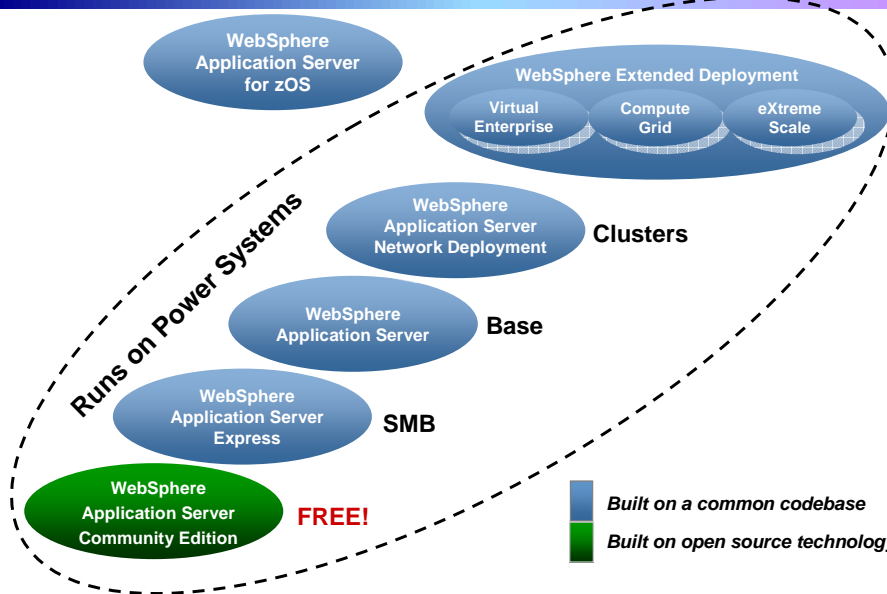 WebSphere
Application Server
for zOS
WebSphere Extended Deployment
Virtual
Enterprise
Compute
Grid
eXtreme
Scale
WebSphere
Application Server
Network Deployment
Clusters
Runs on Power Systems
WebSphere
Application Server
Base
WebSphere
Application Server
Express
SMB
WebSphere
Application Server
Community Edition
FREE!
Built on a common codebase
Built on open source technology